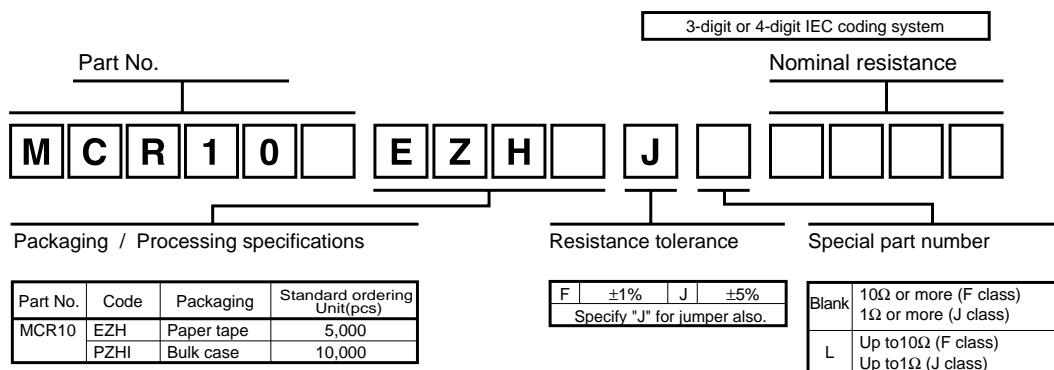 3-digit or 4-digit IEC coding system
Part No.
Nominal resistance
M C R 1 0 E Z H J
Packaging / Processing specifications
Resistance tolerance
Special part number
Part No. Code Packaging Standard ordering
Unit(pcs)
MCR10 EZH Paper tape 5,000
PZHI Bulk case 10,000
F ±1% J ±5%
Specify "J" for jumper also.
Blank 10Ω or more (F class)
1Ω or more (J class)
L Up to10Ω (F class)
Up to1Ω (J class)